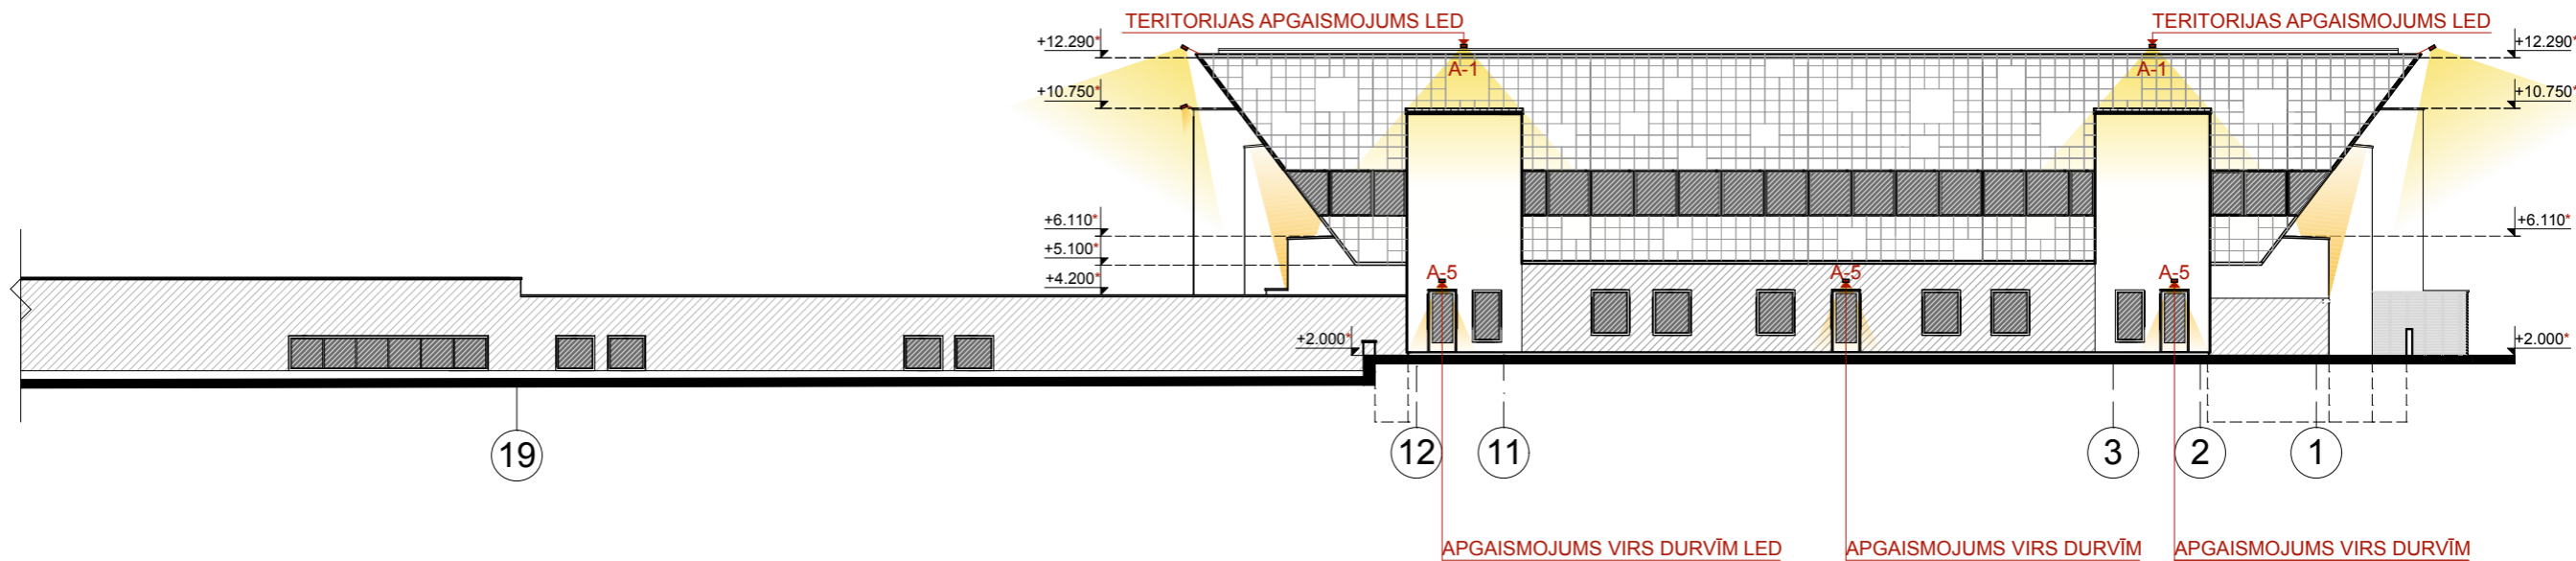 TERITORIJAS APGAISMOJUMS LED
TERITORIJAS APGAISMOJUMS LED
+12.290*
+12.290*
A-1
A-1
+10.750*
+10.750*
+6.110*
+6.110*
+5.100*
+4.200*
A-5
A-5
A-5
+2.000*
+2.000*
19
12
11
3
2
1
APGAISMOJUMS VIRS DURVĪM LED
APGAISMOJUMS VIRS DURVĪM
APGAISMOJUMS VIRS DURVĪM